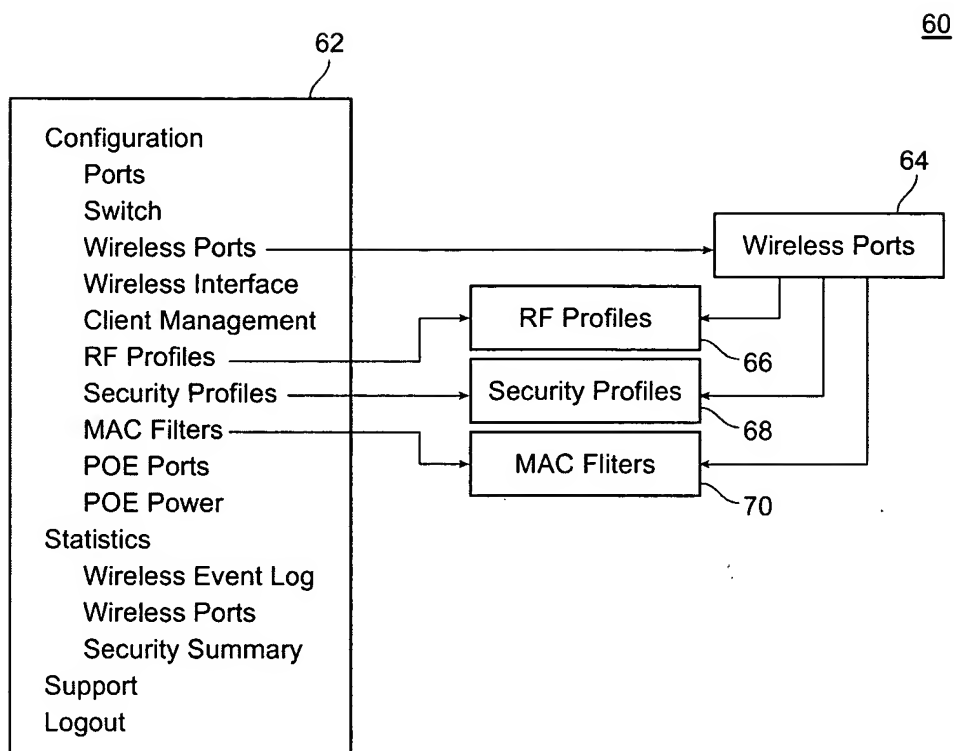 60
62
Configuration
Ports
Switch
Wireless Ports
Wireless Interface
Client Management
RF Profiles
Security Profiles
MAC Filters
POE Ports
POE Power
Statistics
Wireless Event Log
Wireless Ports
Security Summary
Support
Logout
64
Wireless Ports
RF Profiles
66
Security Profiles
68
MAC Fliters
70